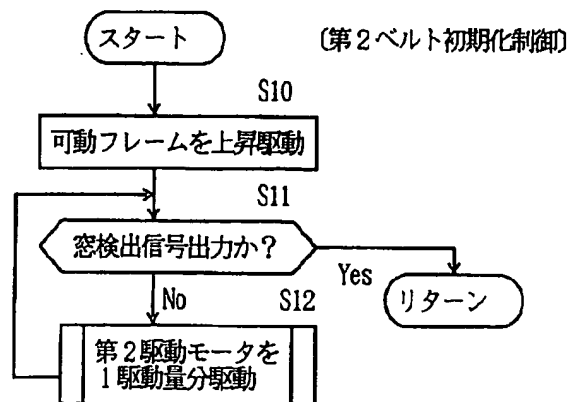 スタート
〔第2ベルト初期化制御〕
S10
可動フレームを上昇駆動
S11
窓検出信号出力か?
Yes
リターン
No
S12
第2駆動モータを
1駆動量分駆動